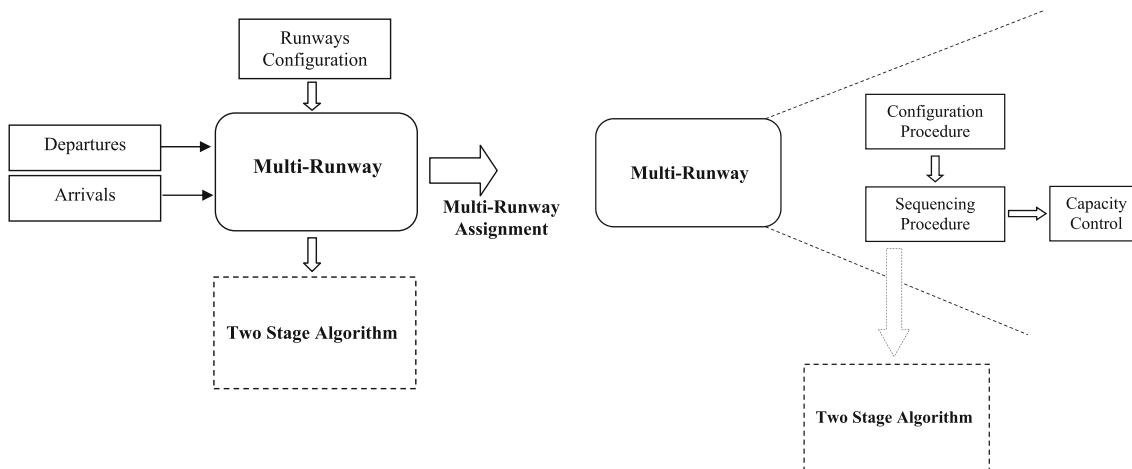 Runways
Configuration
Departures
Arrivals
Multi-Runway
Multi-Runway
Assignment
Two Stage Algorithm
Multi-Runway
Configuration
Procedure
Sequencing
Procedure
Capacity
Control
Two Stage Algorithm